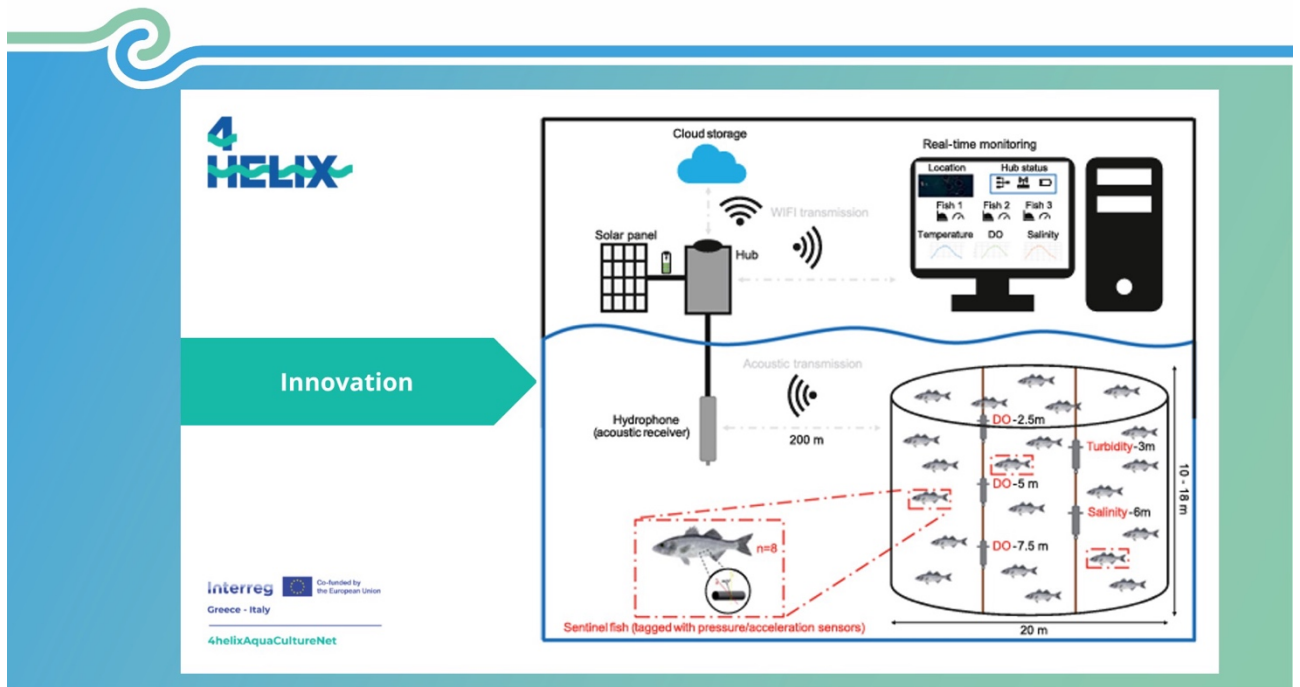 4
HELIX
Innovation
Interreg
Co-funded by
the European Union
Greece - Italy
4helixAquaCultureNet
Cloud storage
WIFI transmission
Solar panel
Hub
Real-time monitoring
Location
Hub status
Fish 1
Fish 2
Fish 3
Temperature
DO
Salinity
Acoustic transmission
Hydrophone
(acoustic receiver)
200 m
DO-2.5m
Turbidity-3m
DO-5 m
Salinity-6m
DO-7.5 m
10 - 18 m
20 m
n=8
Sentinel fish (tagged with pressure/acceleration sensors)